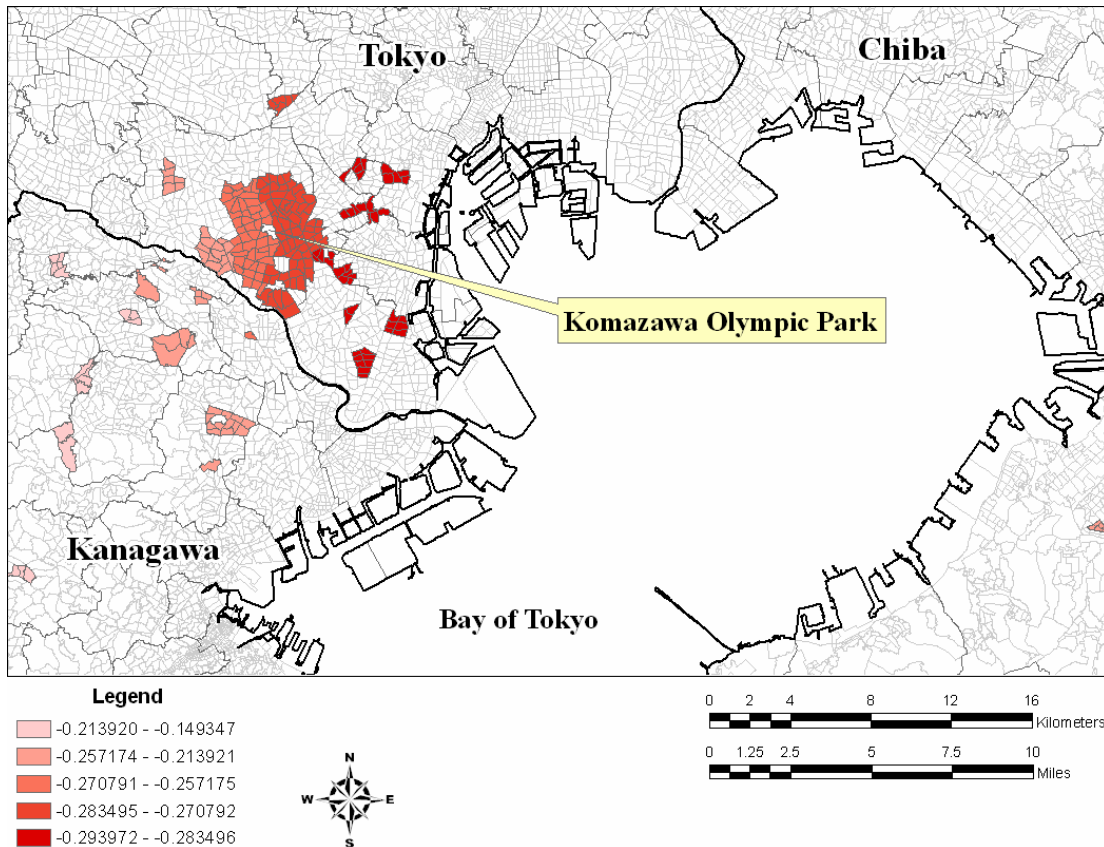 Tokyo
Chiba
Komazawa Olympic Park
Kanagawa
Bay of Tokyo
Legend
-0.213920 - -0.149347
-0.257174 - -0.213921
-0.270791 - -0.257175
-0.283495 - -0.270792
-0.293972 - -0.283496
N
W E
S
0 2 4 8 12 16
Kilometers
0 1.25 2.5 5 7.5 10
Miles